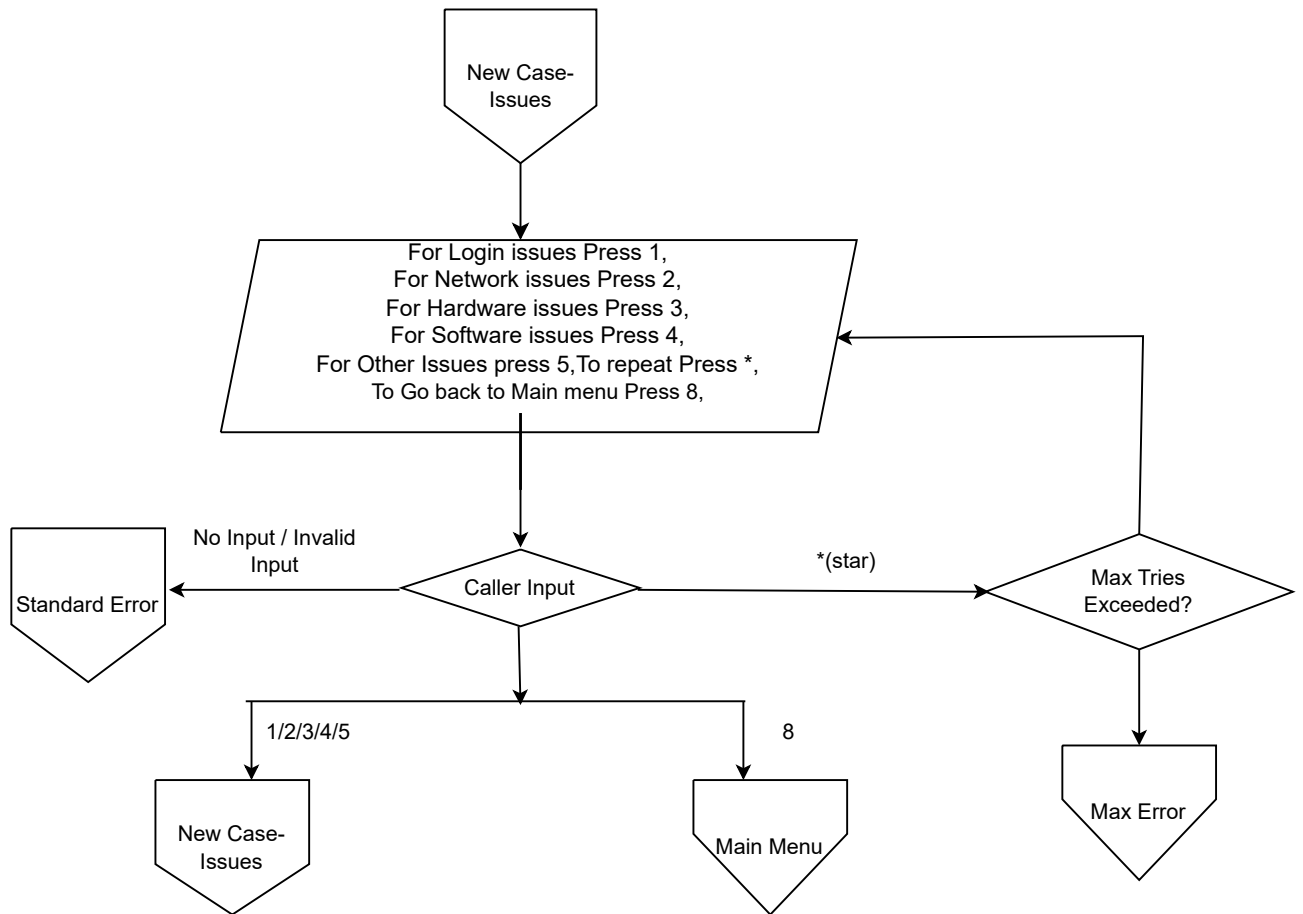 New Case-
Issues
For Login issues Press 1,
For Network issues Press 2,
For Hardware issues Press 3,
For Software issues Press 4,
For Other Issues press 5,To repeat Press *,
To Go back to Main menu Press 8,
No Input / Invalid
Input
Standard Error
Caller Input
*(star)
Max Tries
Exceeded?
1/2/3/4/5
8
New Case-
Issues
Main Menu
Max Error